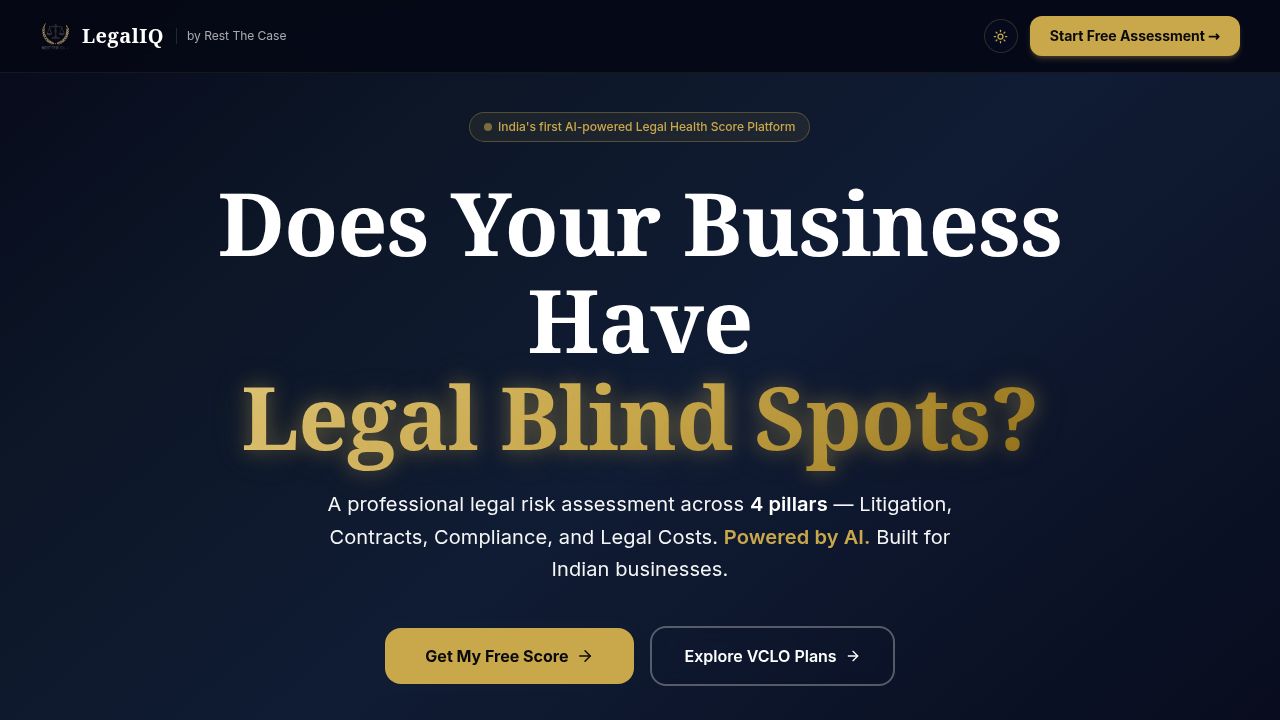 LegalIQ
by Rest The Case
Start Free Assessment →
India's first AI-powered Legal Health Score Platform
Does Your Business
Have
Legal Blind Spots?
A professional legal risk assessment across 4 pillars — Litigation,
Contracts, Compliance, and Legal Costs. Powered by AI. Built for
Indian businesses.
Get My Free Score →
Explore VCLO Plans →